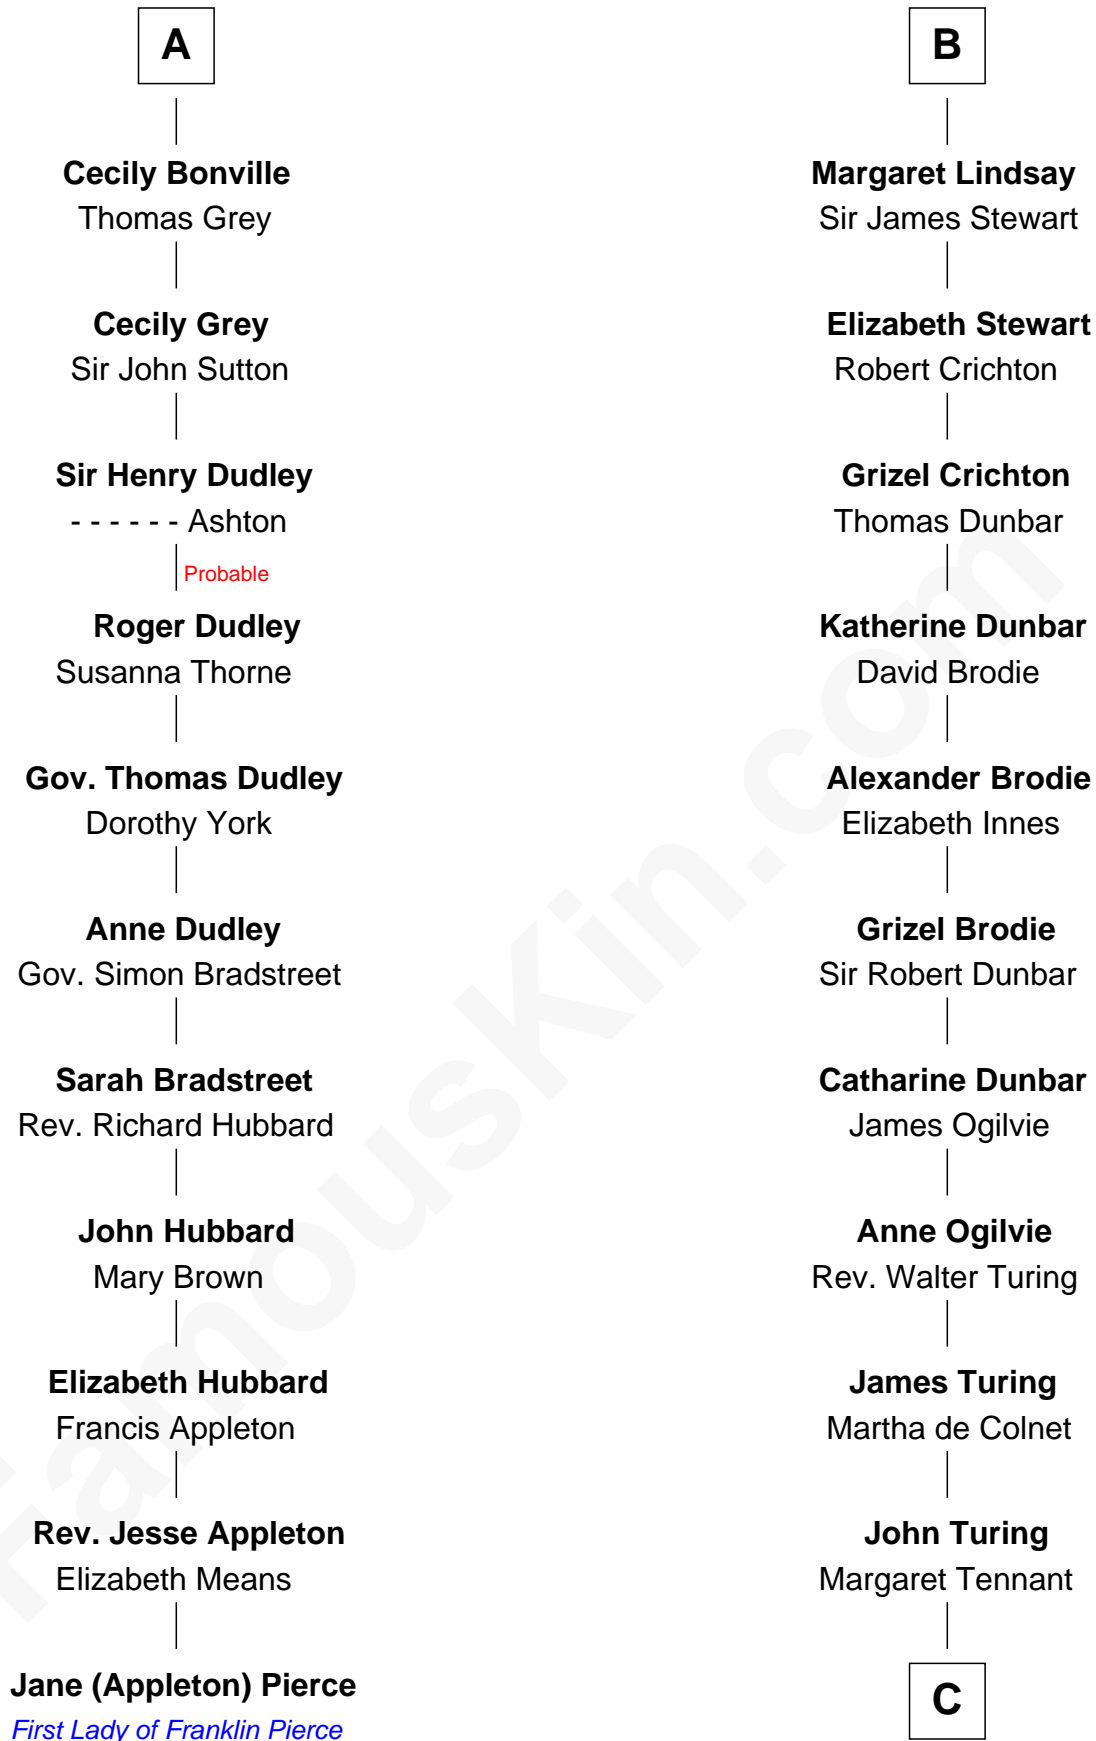 A
Cecily Bonville
Thomas Grey
Cecily Grey
Sir John Sutton
Sir Henry Dudley
- - - - - - Ashton
Probable
Roger Dudley
Susanna Thorne
Gov. Thomas Dudley
Dorothy York
Anne Dudley
Gov. Simon Bradstreet
Sarah Bradstreet
Rev. Richard Hubbard
John Hubbard
Mary Brown
Elizabeth Hubbard
Francis Appleton
Rev. Jesse Appleton
Elizabeth Means
Jane (Appleton) Pierce
First Lady of Franklin Pierce
B
Margaret Lindsay
Sir James Stewart
Elizabeth Stewart
Robert Crichton
Grizel Crichton
Thomas Dunbar
Katherine Dunbar
David Brodie
Alexander Brodie
Elizabeth Innes
Grizel Brodie
Sir Robert Dunbar
Catharine Dunbar
James Ogilvie
Anne Ogilvie
Rev. Walter Turing
James Turing
Martha de Colnet
John Turing
Margaret Tennant
C
FamousKin.com